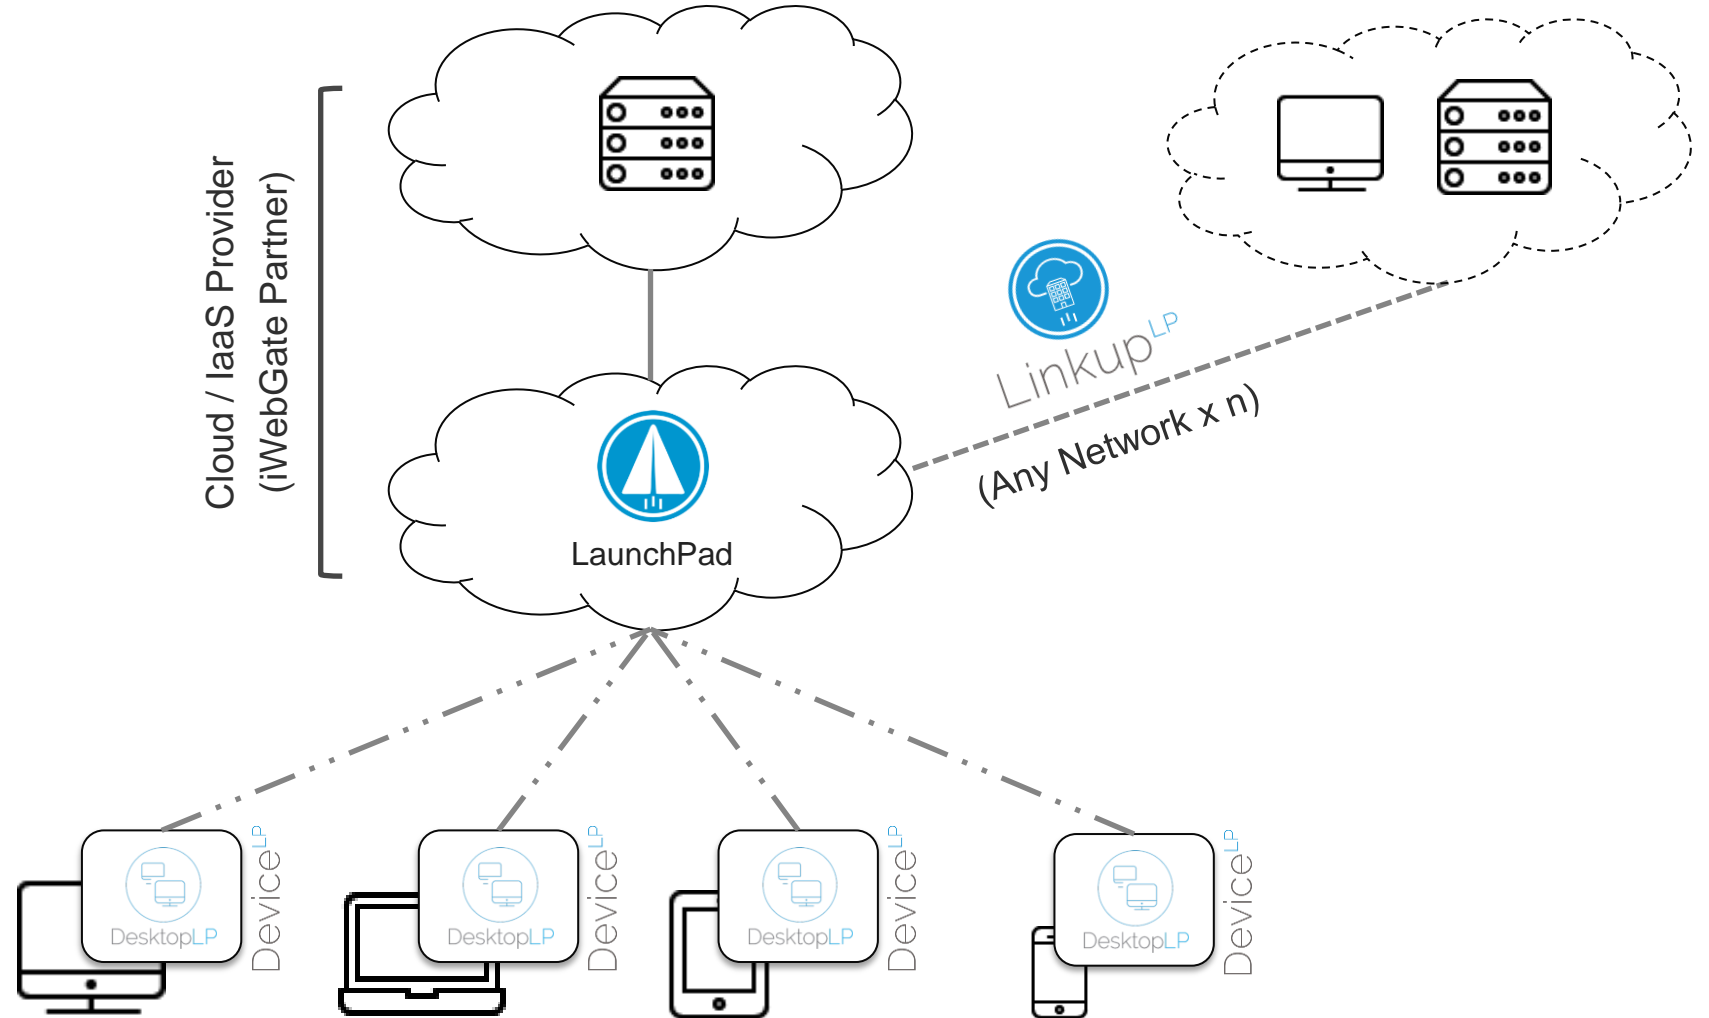 Cloud / IaaS Provider
(iWebGate Partner)
LinkupLP
(Any Network x n)
LaunchPad
DesktopLP
DeviceLP
DesktopLP
DeviceLP
DesktopLP
DeviceLP
DesktopLP
DeviceLP